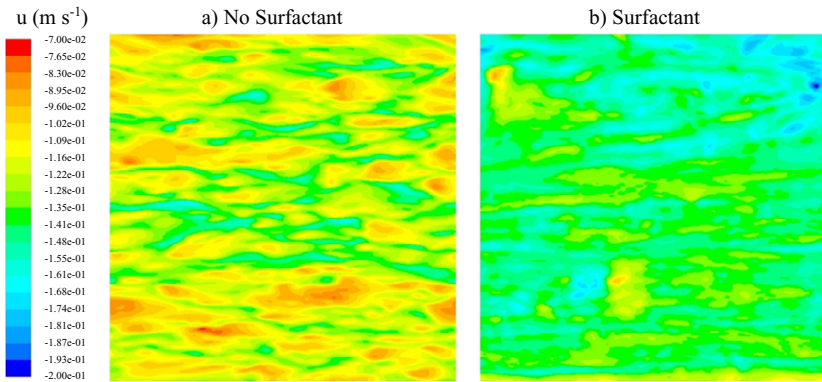 u (m s-1)
a) No Surfactant
b) Surfactant
-7.00e-02
-7.65e-02
-8.30e-02
-8.95e-02
-9.60e-02
-1.02e-01
-1.09e-01
-1.16e-01
-1.22e-01
-1.28e-01
-1.35e-01
-1.41e-01
-1.48e-01
-1.55e-01
-1.61e-01
-1.68e-01
-1.74e-01
-1.81e-01
-1.87e-01
-1.93e-01
-2.00e-01